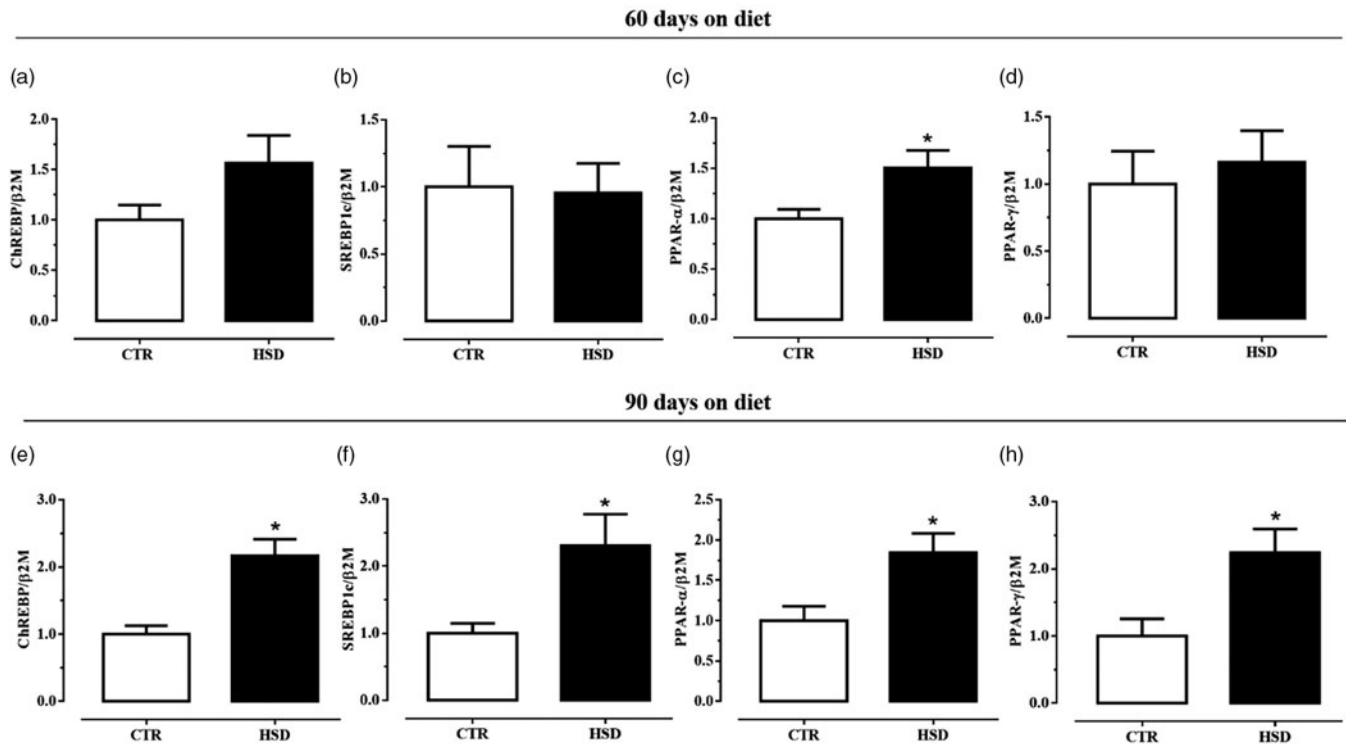 60 days on diet
(a)
(b)
(c)
(d)
ChREBP/β2M
2.0
1.5
1.0
0.5
0.0
CTR HSD
SREBP1c/β2M
1.5
1.0
0.5
0.0
CTR HSD
*
PPAR-α/β2M
2.0
1.5
1.0
0.5
0.0
CTR HSD
PPAR-γ/β2M
1.5
1.0
0.5
0.0
CTR HSD
90 days on diet
(e)
(f)
(g)
(h)
*
ChREBP/β2M
3.0
2.0
1.0
0.0
CTR HSD
*
SREBP1c/β2M
3.0
2.0
1.0
0.0
CTR HSD
*
PPAR-α/β2M
2.5
2.0
1.5
1.0
0.5
0.0
CTR HSD
*
PPAR-γ/β2M
3.0
2.0
1.0
0.0
CTR HSD